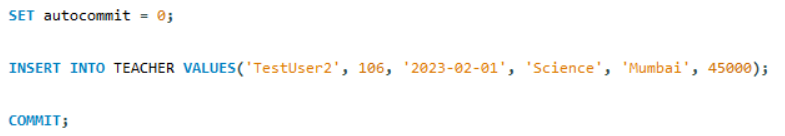 SET autocommit = 0;
INSERT INTO TEACHER VALUES('TestUser2', 106, '2023-02-01', 'Science', 'Mumbai', 45000);
COMMIT;